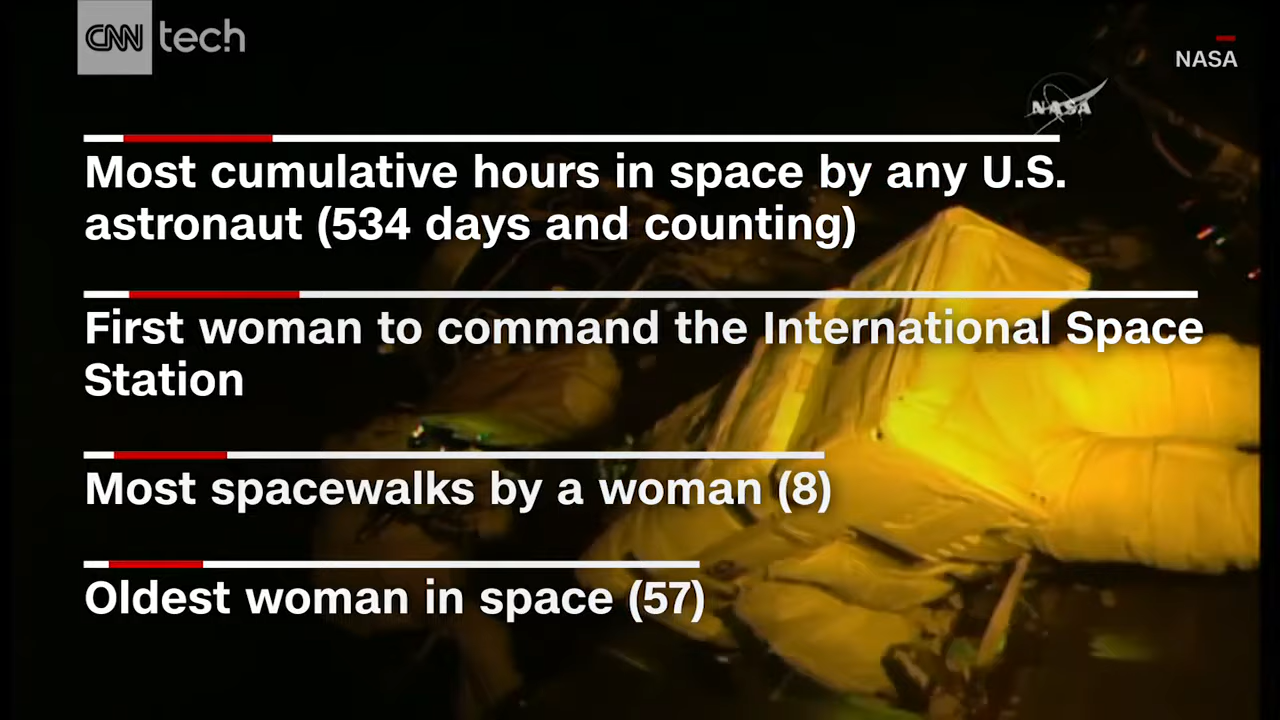 CNN tech
NASA
NASA
Most cumulative hours in space by any U.S.
astronaut (534 days and counting)
First woman to command the International Space
Station
Most spacewalks by a woman (8)
Oldest woman in space (57)